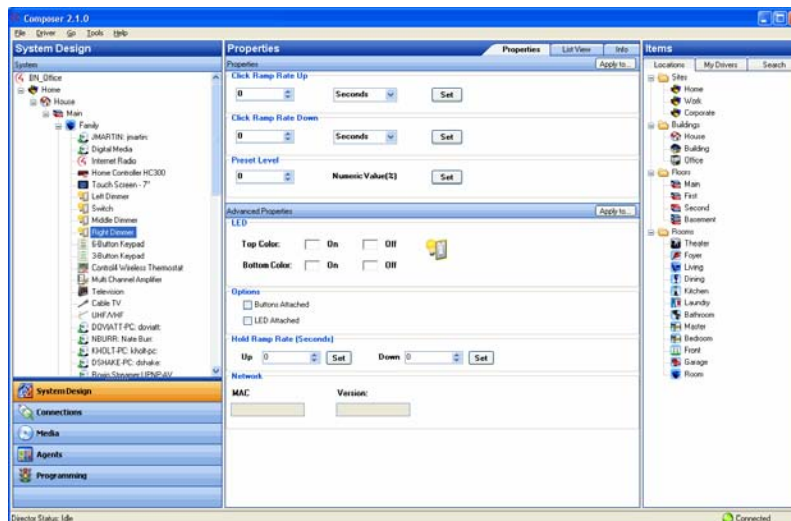 Composer 2.1.0
File Driver Go Tools Help
System Design
System
BN_Office
Home
House
Main
Family
JMARTIN: jmartin:
Digital Media
Internet Radio
Home Controller HC300
Touch Screen - 7"
Left Dimmer
Switch
Middle Dimmer
Right Dimmer
6-Button Keypad
3-Button Keypad
Control4 Wireless Thermostat
Multi Channel Amplifier
Television
Cable TV
UHF/VHF
DOVIATT-PC: doviatt:
NBURR: Nate Burr:
KHOLT-PC: kholt-pc:
DSHAKE-PC: dshake:
System Design
Connections
Media
Agents
Programming
Properties
Properties List View Info
Properties Apply to...
Click Ramp Rate Up
0 Seconds Set
Click Ramp Rate Down
0 Seconds Set
Preset Level
0 Numeric Value(%) Set
Advanced Properties Apply to...
LED
Top Color: On Off
Bottom Color: On Off
Options
Buttons Attached
LED Attached
Hold Ramp Rate (Seconds)
Up 0 Set Down 0 Set
Network
MAC Version:
Items
Locations My Drivers Search
Sites
Home
Work
Corporate
Buildings
House
Building
Office
Floors
Main
First
Second
Basement
Rooms
Theater
Foyer
Living
Dining
Kitchen
Laundry
Bathroom
Master
Bedroom
Front
Garage
Room
Director Status: Idle
Connected